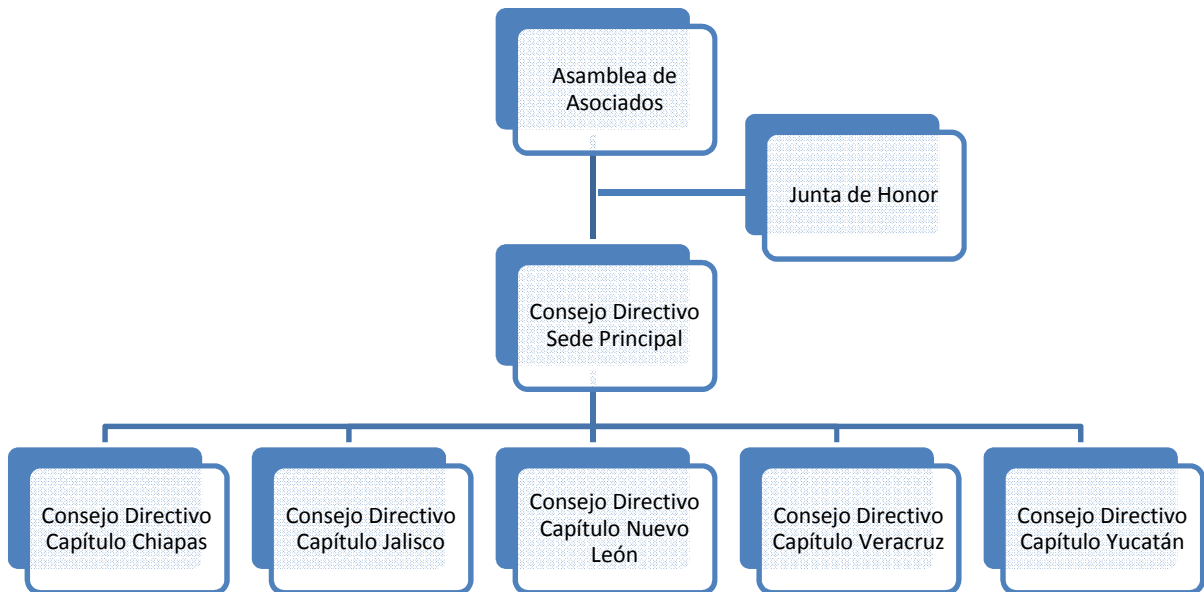 Asamblea de
Asociados
Junta de Honor
Consejo Directivo
Sede Principal
Consejo Directivo
Capítulo Chiapas
Consejo Directivo
Capítulo Jalisco
Consejo Directivo
Capítulo Nuevo
León
Consejo Directivo
Capítulo Veracruz
Consejo Directivo
Capítulo Yucatán